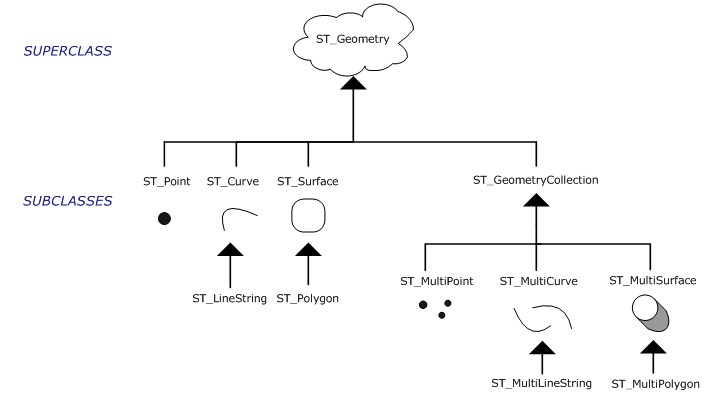 ST_Geometry
SUPERCLASS
ST_Point
ST_Curve
ST_Surface
ST_GeometryCollection
SUBCLASSES
ST_LineString
ST_Polygon
ST_MultiPoint
ST_MultiCurve
ST_MultiSurface
ST_MultiLineString
ST_MultiPolygon